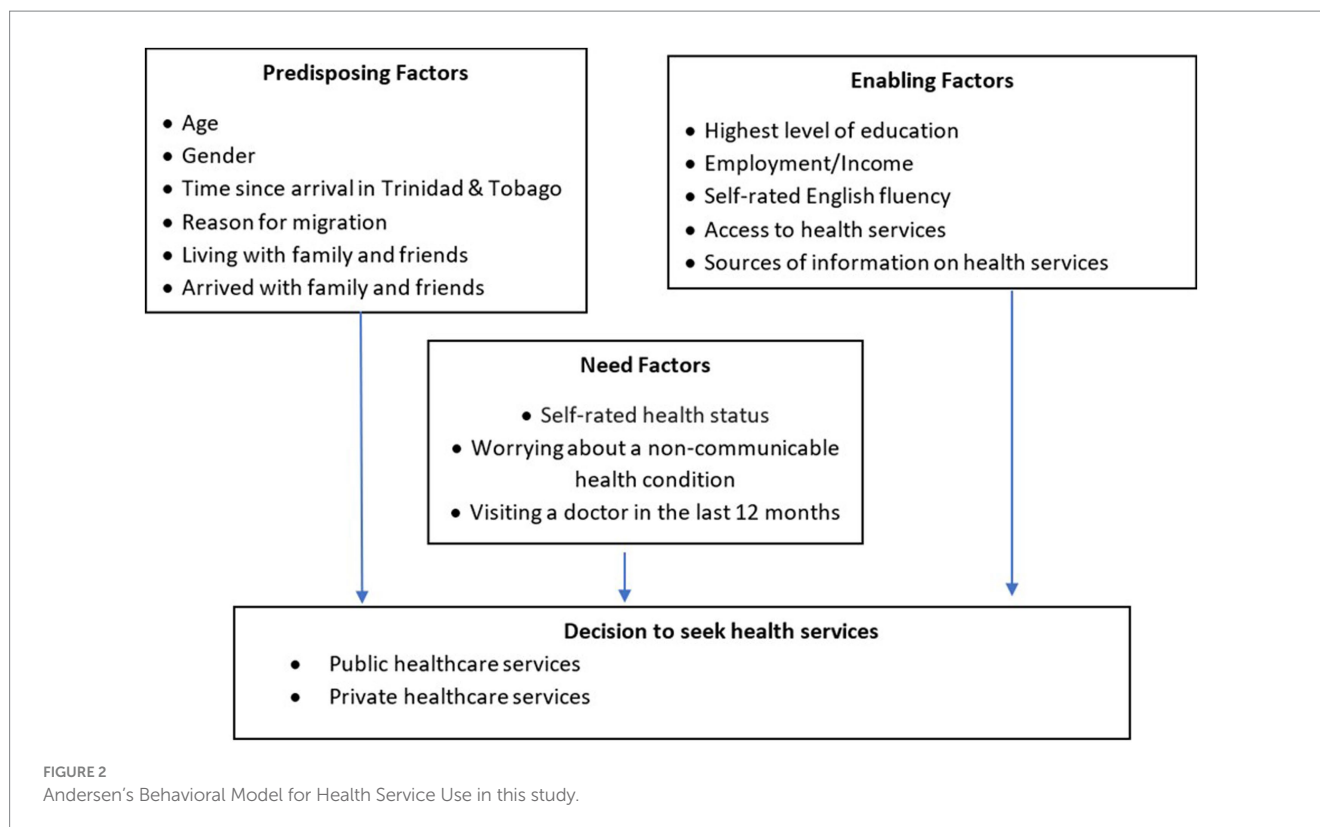 Predisposing Factors
• Age
• Gender
• Time since arrival in Trinidad & Tobago
• Reason for migration
• Living with family and friends
• Arrived with family and friends
Enabling Factors
• Highest level of education
• Employment/Income
• Self-rated English fluency
• Access to health services
• Sources of information on health services
Need Factors
• Self-rated health status
• Worrying about a non-communicable
health condition
• Visiting a doctor in the last 12 months
Decision to seek health services
• Public healthcare services
• Private healthcare services
FIGURE 2
Andersen's Behavioral Model for Health Service Use in this study.